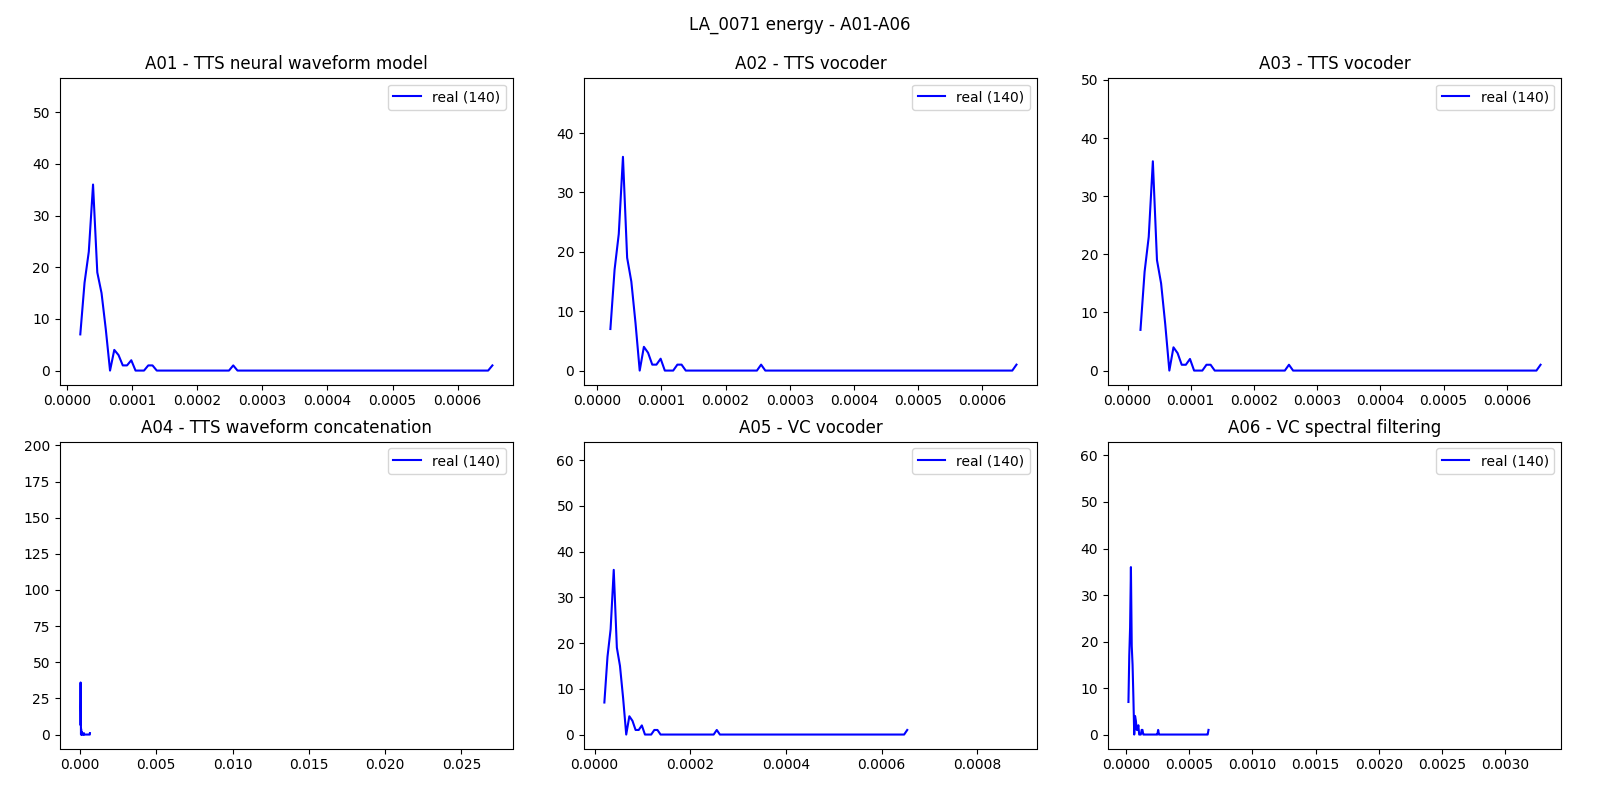 LA_0071 energy - A01-A06
A01 - TTS neural waveform model
real (140)
50
40
30
20
10
0
0.0000 0.0001 0.0002 0.0003 0.0004 0.0005 0.0006
A02 - TTS vocoder
real (140)
40
30
20
10
0
0.0000 0.0001 0.0002 0.0003 0.0004 0.0005 0.0006
A03 - TTS vocoder
real (140)
50
40
30
20
10
0
0.0000 0.0001 0.0002 0.0003 0.0004 0.0005 0.0006
A04 - TTS waveform concatenation
real (140)
200
175
150
125
100
75
50
25
0
0.000 0.005 0.010 0.015 0.020 0.025
A05 - VC vocoder
real (140)
60
50
40
30
20
10
0
0.0000 0.0002 0.0004 0.0006 0.0008
A06 - VC spectral filtering
real (140)
60
50
40
30
20
10
0
0.0000 0.0005 0.0010 0.0015 0.0020 0.0025 0.0030